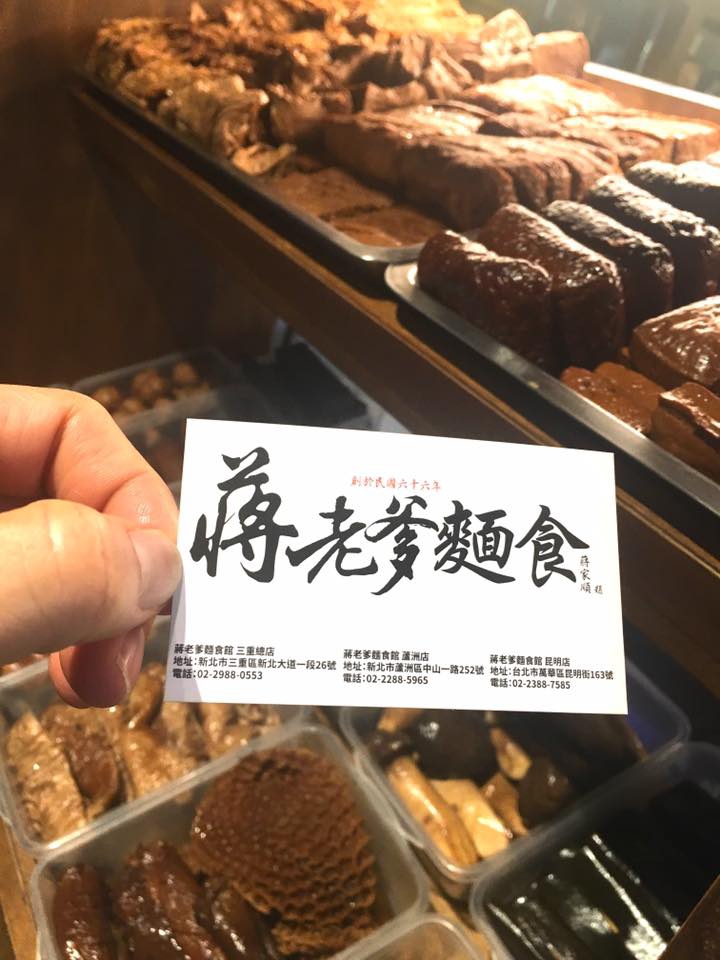 創於民國六十六年
蔣老爹麵食
蔣家順 題
蔣老爹麵食館 三重總店
地址:新北市三重區新北大道一段26號
電話:02-2988-0553
蔣老爹麵食館 蘆洲店
地址:新北市蘆洲區中山一路252號
電話:02-2288-5965
蔣老爹麵食館 昆明店
地址:台北市萬華區昆明街163號
電話:02-2388-7585